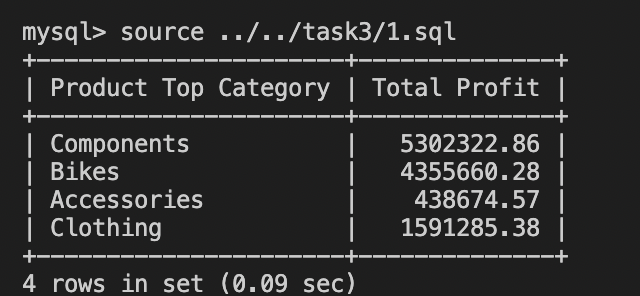 mysql> source ../../task3/1.sql
+----------------------+--------------+
| Product Top Category | Total Profit |
+----------------------+--------------+
| Components           |   5302322.86 |
| Bikes                |   4355660.28 |
| Accessories          |    438674.57 |
| Clothing             |   1591285.38 |
+----------------------+--------------+
4 rows in set (0.09 sec)